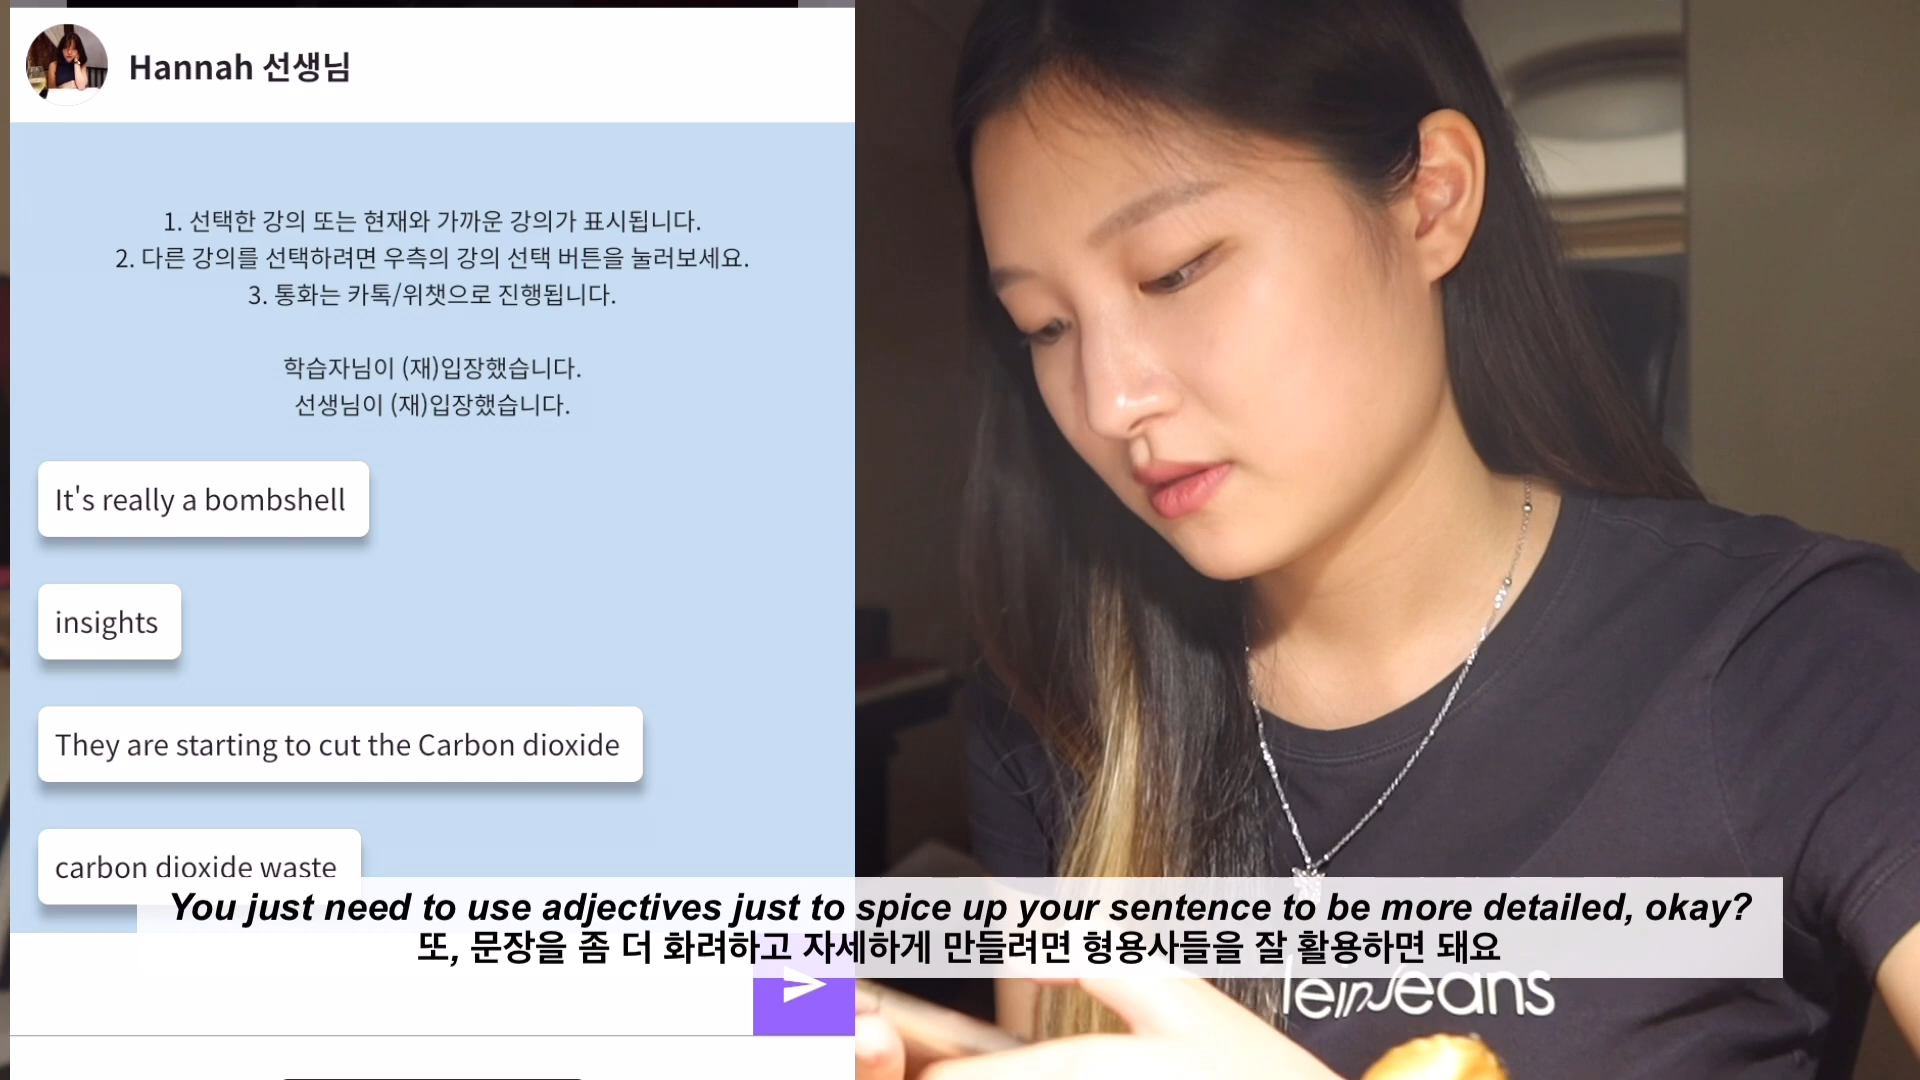 Hannah 선생님
1. 선택한 강의 또는 현재와 가까운 강의가 표시됩니다.
2. 다른 강의를 선택하려면 우측의 강의 선택 버튼을 눌러보세요.
3. 통화는 카톡/위챗으로 진행됩니다.
학습자님이 (재)입장했습니다.
선생님이 (재)입장했습니다.
It's really a bombshell
insights
They are starting to cut the Carbon dioxide
carbon dioxide waste
You just need to use adjectives just to spice up your sentence to be more detailed, okay?
또, 문장을 좀 더 화려하고 자세하게 만들려면 형용사들을 잘 활용하면 돼요
lein Jeans